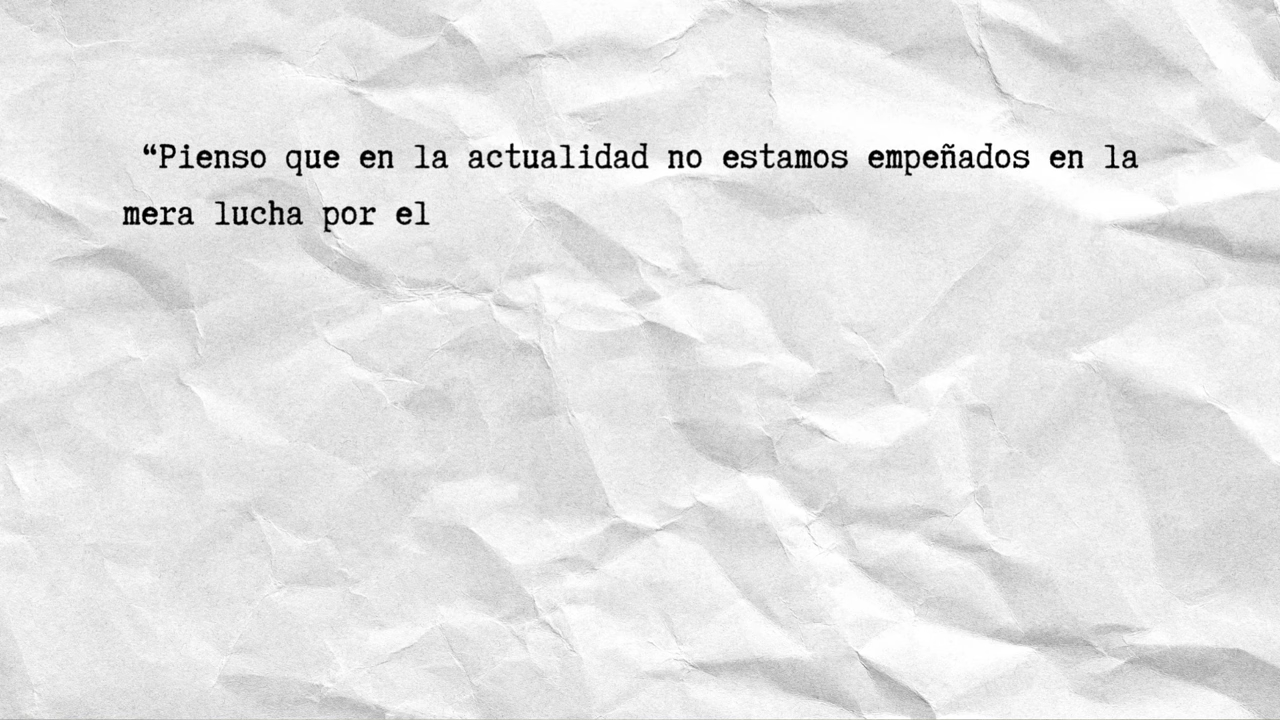 “Pienso que en la actualidad no estamos empeñados en la
mera lucha por el